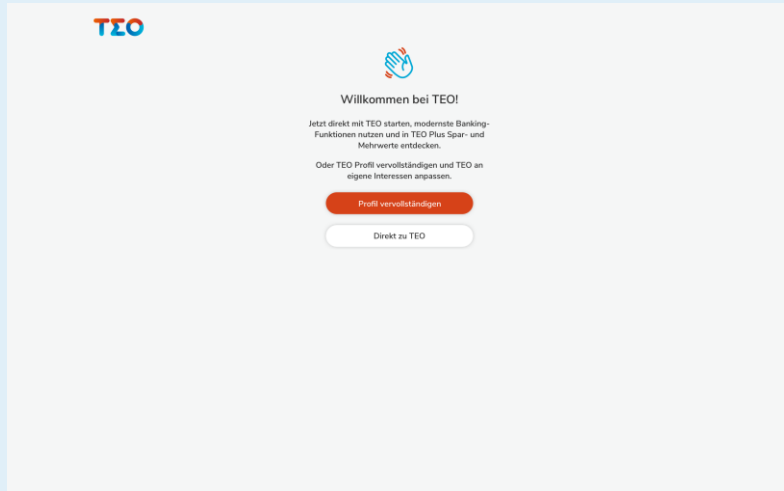 TEO
Willkommen bei TEO!
Jetzt direkt mit TEO starten, modernste Banking-
Funktionen nutzen und in TEO Plus Spar- und
Mehrwerte entdecken.
Oder TEO Profil vervollständigen und TEO an
eigene Interessen anpassen.
Profil vervollständigen
Direkt zu TEO